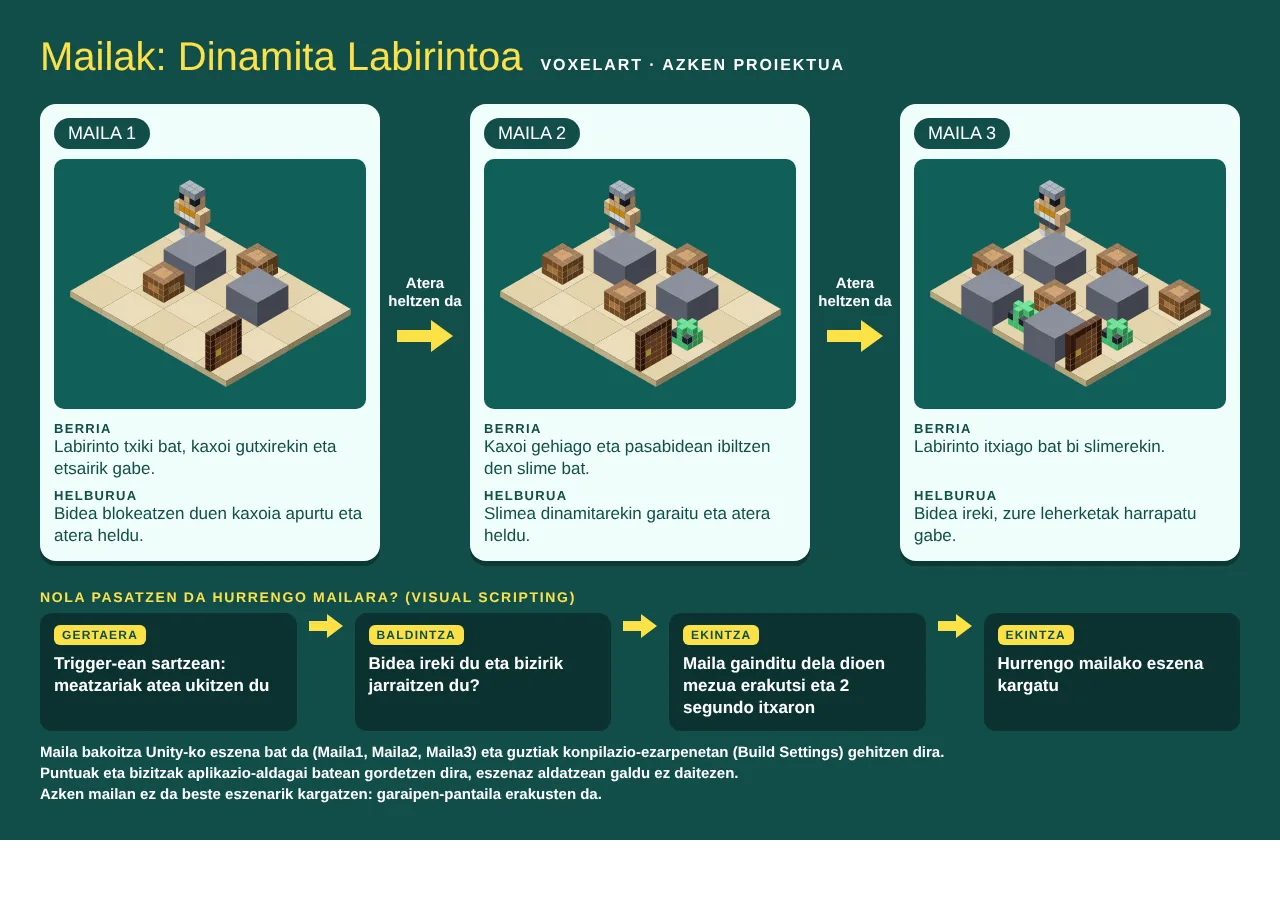 Mailak: Dinamita Labirintoa VOXELART · AZKEN PROIEKTUA
MAILA 1
BERRIA
Labirinto txiki bat, kaxoi gutxirekin eta
etsairik gabe.
HELBURUA
Bidea blokeatzen duen kaxoia apurtu eta
atera heldu.
Atera
heltzen da
MAILA 2
BERRIA
Kaxoi gehiago eta pasabidean ibiltzen
den slime bat.
HELBURUA
Slimea dinamitarekin garaitu eta atera
heldu.
Atera
heltzen da
MAILA 3
BERRIA
Labirinto itxiago bat bi slimerekin.
HELBURUA
Bidea ireki, zure leherketak harrapatu
gabe.
NOLA PASATZEN DA HURRENGO MAILARA? (VISUAL SCRIPTING)
GERTAERA
Trigger-ean sartzean:
meatzariak atea ukitzen du
BALDINTZA
Bidea ireki du eta bizirik
jarraitzen du?
EKINTZA
Maila gainditu dela dioen
mezua erakutsi eta 2
segundo itxaron
EKINTZA
Hurrengo mailako eszena
kargatu
Maila bakoitza Unity-ko eszena bat da (Maila1, Maila2, Maila3) eta guztiak konpilazio-ezarpenetan (Build Settings) gehitzen dira.
Puntuak eta bizitzak aplikazio-aldagai batean gordetzen dira, eszenaz aldatzean galdu ez daitezen.
Azken mailan ez da beste eszenarik kargatzen: garaipen-pantaila erakusten da.